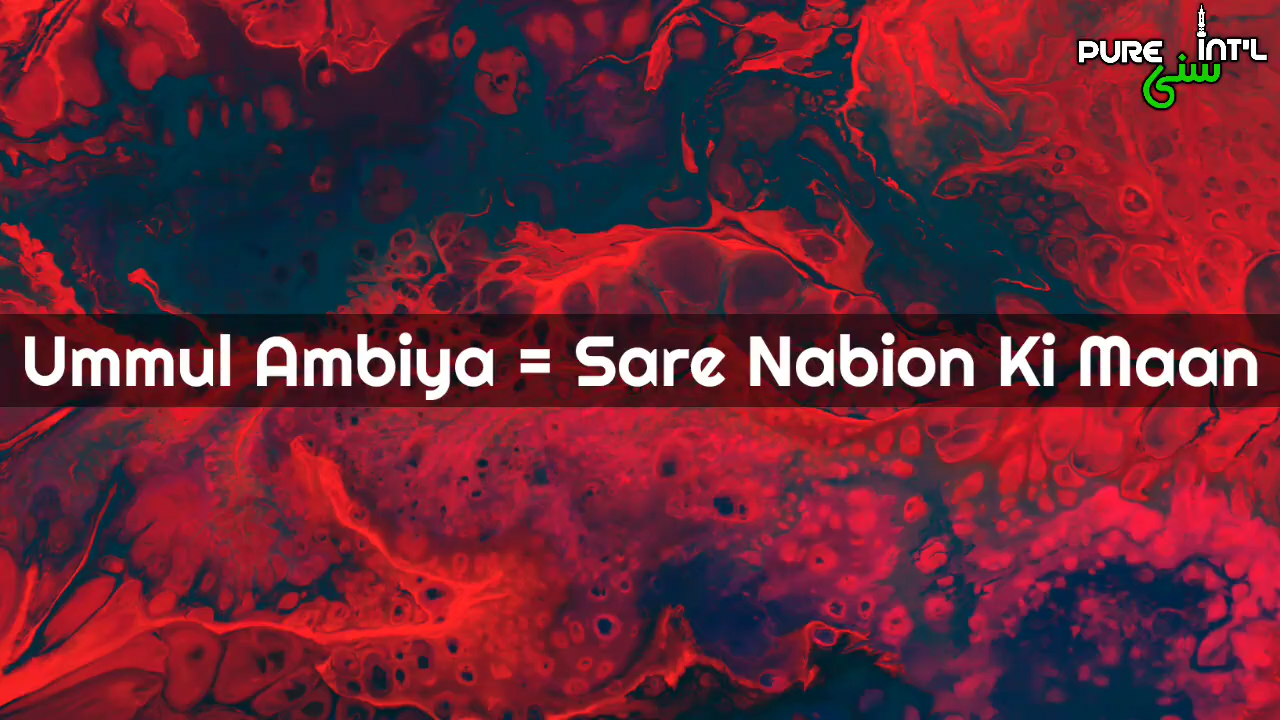 PURE سنی INT'L
Ummul Ambiya = Sare Nabion Ki Maan